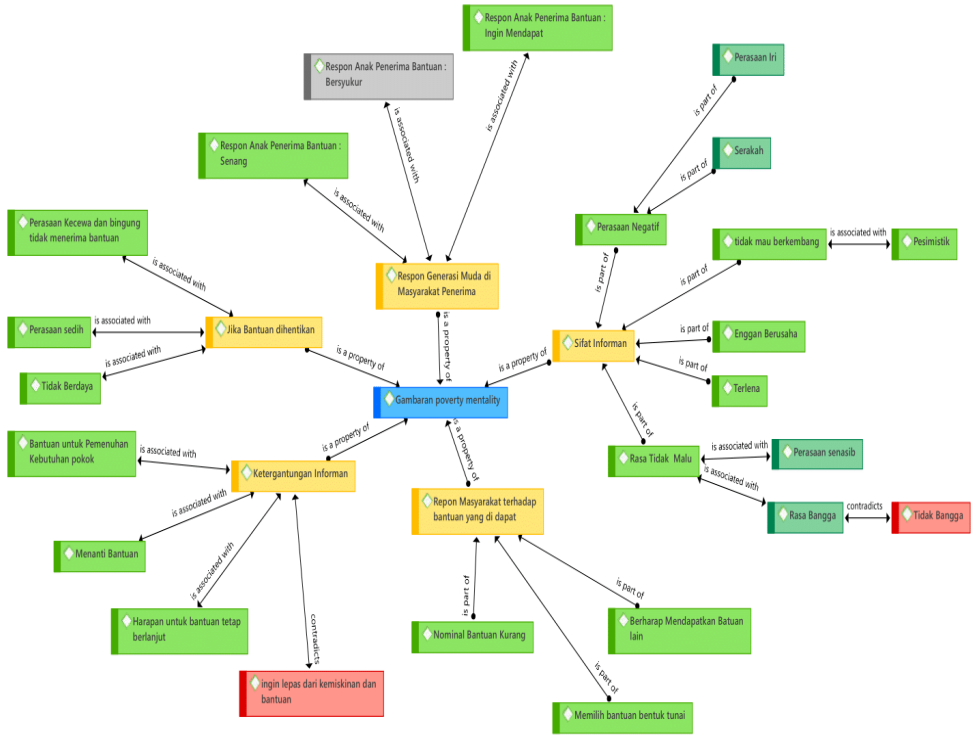 Respon Anak Penerima Bantuan :
Ingin Mendapat
is associated with
Respon Anak Penerima Bantuan :
Bersyukur
is associated with
Respon Anak Penerima Bantuan :
Senang
is associated with
Perasaan Iri
is part of
Serakah
is part of
Perasaan Negatif
is part of
tidak mau berkembang
is associated with
Pesimistik
is part of
Perasaan Kecewa dan bingung
tidak menerima bantuan
is associated with
Respon Generasi Muda di
Masyarakat Penerima
is a property of
Perasaan sedih
is associated with
Jika Bantuan dihentikan
is a property of
Tidak Berdaya
is associated with
Sifat Informan
is a property of
is part of
Enggan Berusaha
is part of
Terlena
is part of
Gambaran poverty mentality
Bantuan untuk Pemenuhan
Kebutuhan pokok
is associated with
Ketergantungan Informan
is a property of
is a property of
Rasa Tidak Malu
is associated with
Perasaan senasib
is associated with
Rasa Bangga
contradicts
Tidak Bangga
Repon Masyarakat terhadap
bantuan yang di dapat
Menanti Bantuan
is associated with
Harapan untuk bantuan tetap
berlanjut
is associated with
contradicts
ingin lepas dari kemiskinan dan
bantuan
Nominal Bantuan Kurang
is part of
Berharap Mendapatkan Batuan
lain
is part of
Memilih bantuan bentuk tunai
is part of